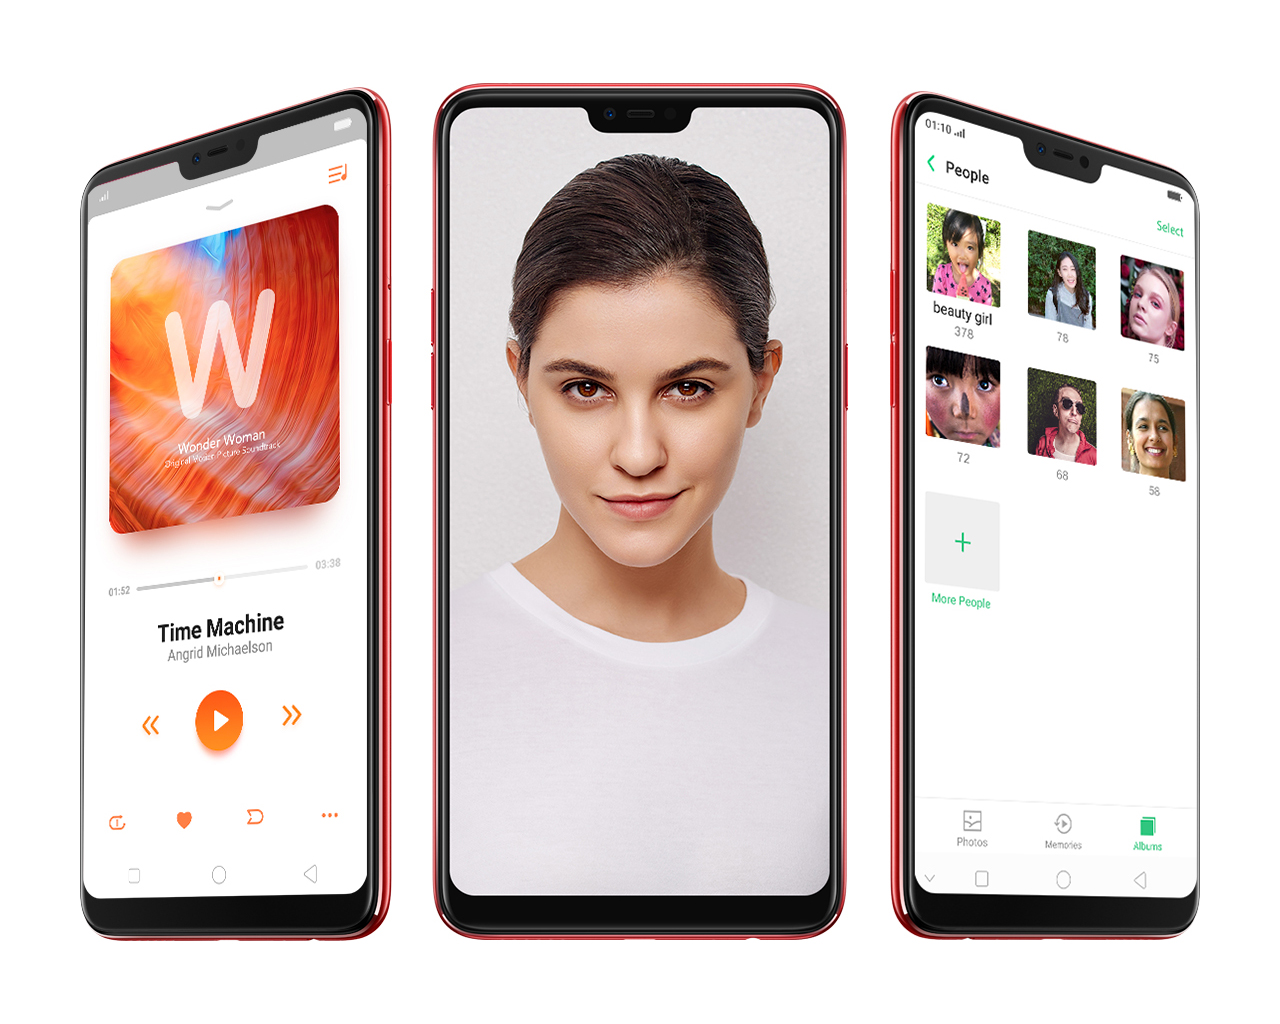 W
Wonder Woman
Original Motion Picture Soundtrack
01:52
03:38
Time Machine
Angrid Michaelson
01:10
People
Select
beauty girl
378
78
75
72
68
58
More People
Photos
Memories
Albums